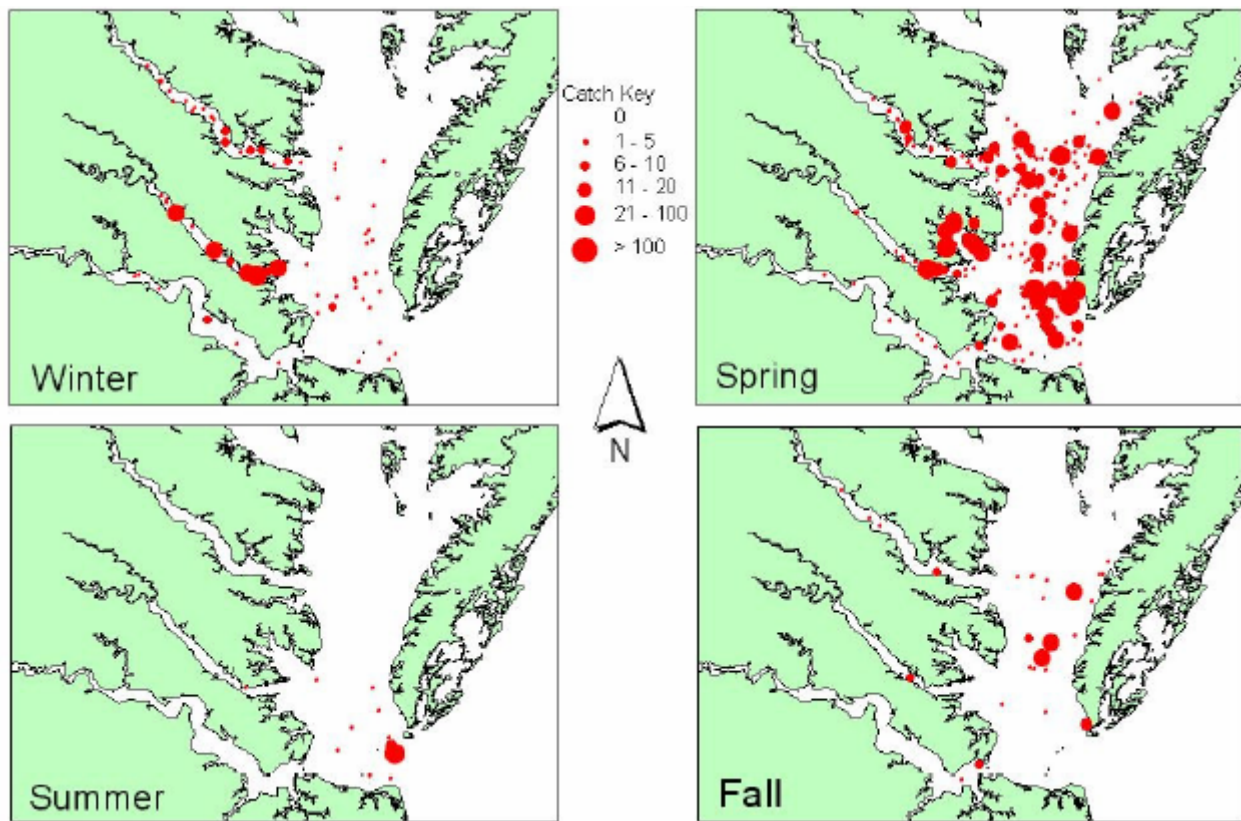 Catch Key
0
1 - 5
6 - 10
11 - 20
21 - 100
> 100
Winter
Spring
N
Summer
Fall